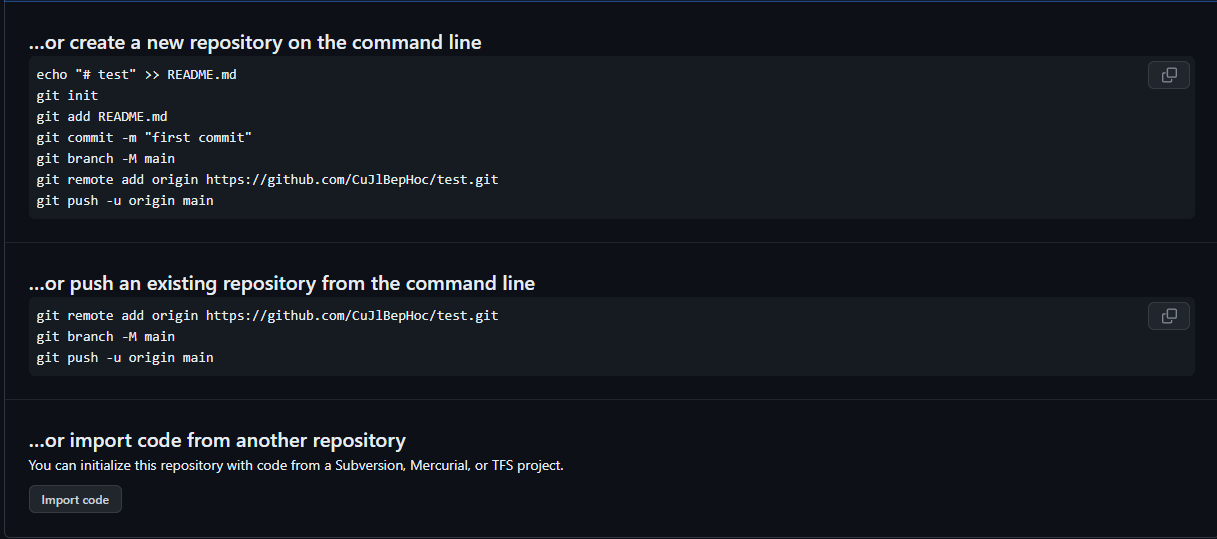 ...or create a new repository on the command line
echo "# test" >> README.md
git init
git add README.md
git commit -m "first commit"
git branch -M main
git remote add origin https://github.com/CuJlBepHoc/test.git
git push -u origin main
...or push an existing repository from the command line
git remote add origin https://github.com/CuJlBepHoc/test.git
git branch -M main
git push -u origin main
...or import code from another repository
You can initialize this repository with code from a Subversion, Mercurial, or TFS project.
Import code